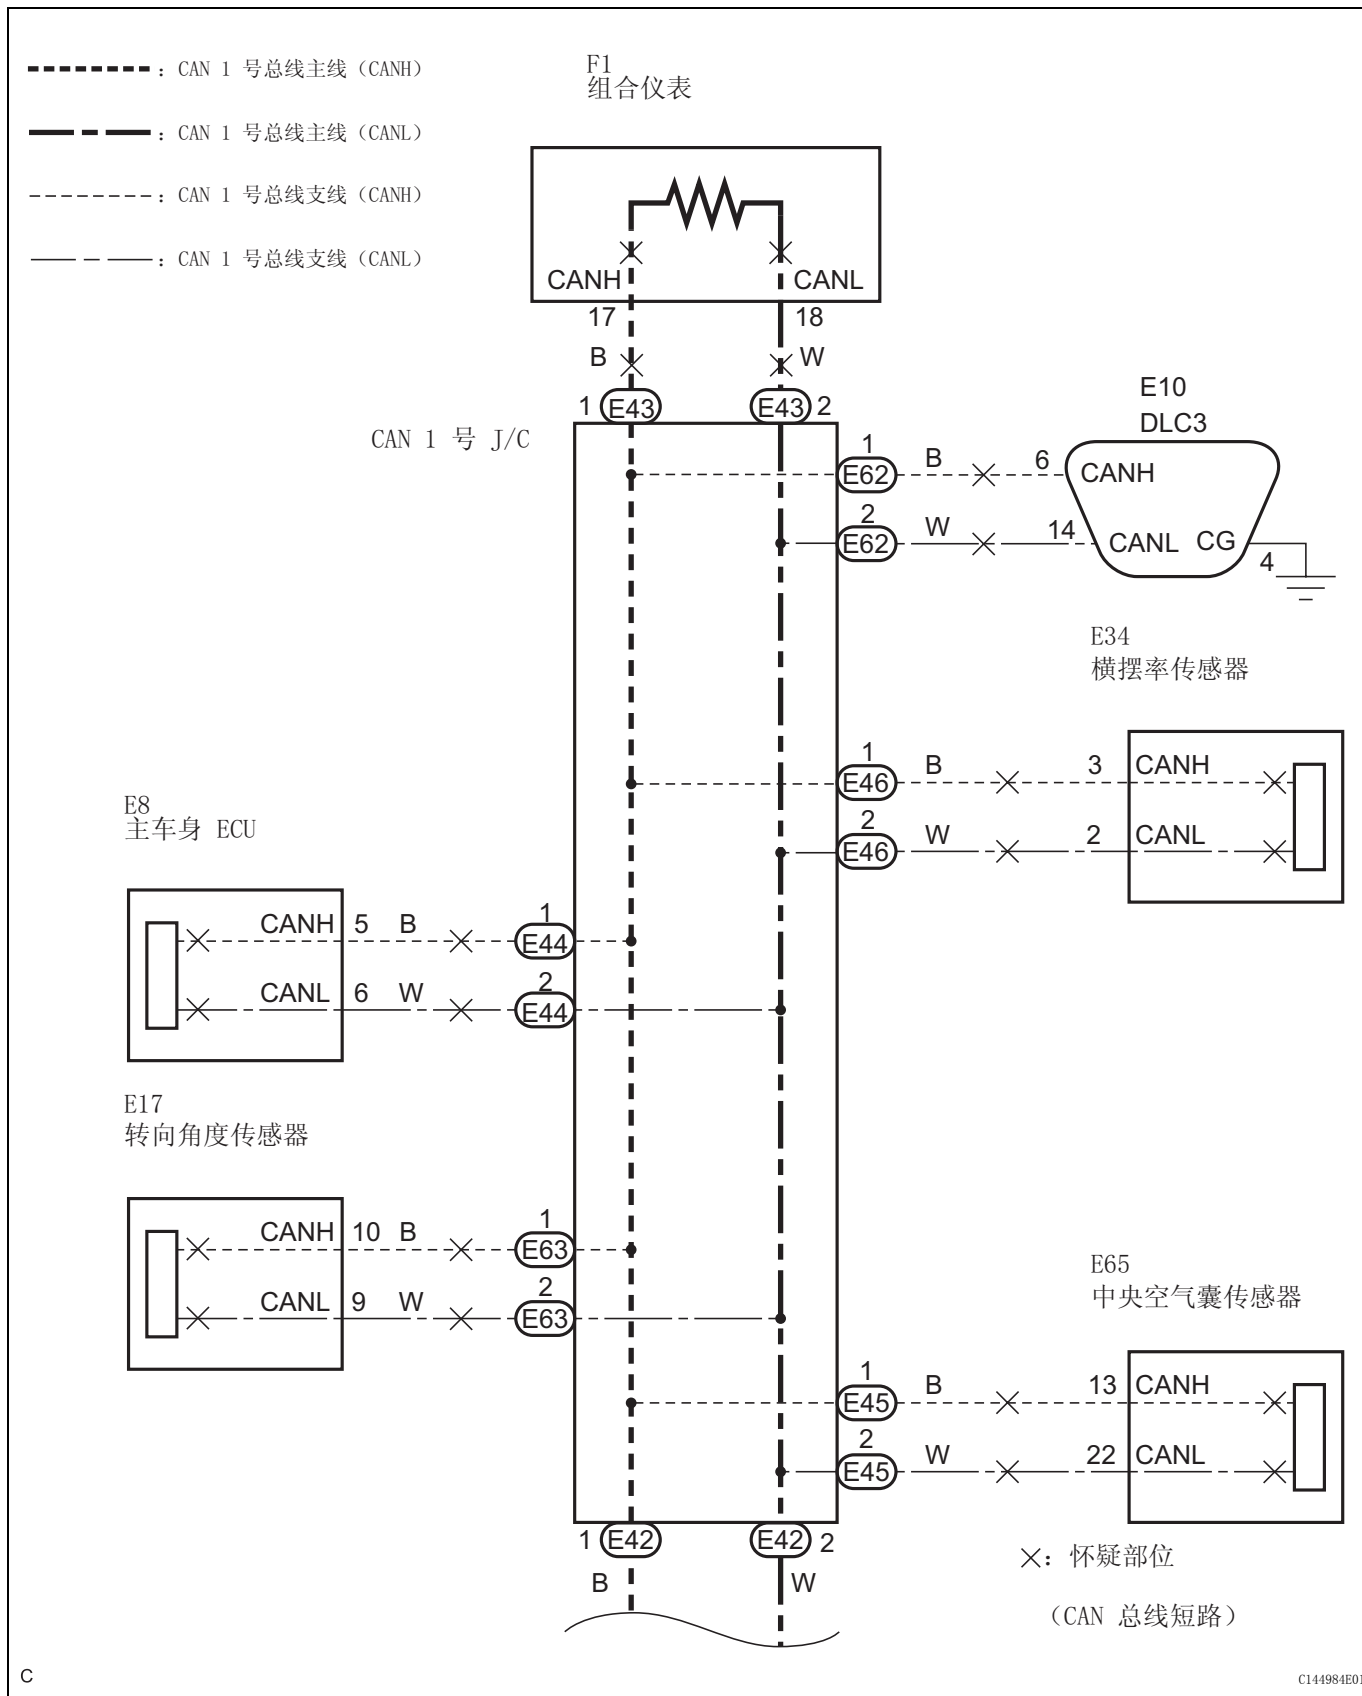 ：CAN 1 号总线主线（CANH）
：CAN 1 号总线主线（CANL）
：CAN 1 号总线支线（CANH）
：CAN 1 号总线支线（CANL）
F1
组合仪表
CANH
CANL
17
18
B
W
1
E43
E43
2
CAN 1 号 J/C
E10
DLC3
1
E62
B
6
CANH
2
E62
W
14
CANL
CG
4
E34
横摆率传感器
1
E46
B
3
CANH
2
E46
W
2
CANL
E8
主车身 ECU
CANH
5
B
1
E44
CANL
6
W
2
E44
E17
转向角度传感器
CANH
10
B
1
E63
CANL
9
W
2
E63
E65
中央空气囊传感器
1
E45
B
13
CANH
2
E45
W
22
CANL
1
E42
E42
2
B
W
：怀疑部位
（CAN 总线短路）
C
C144984E01